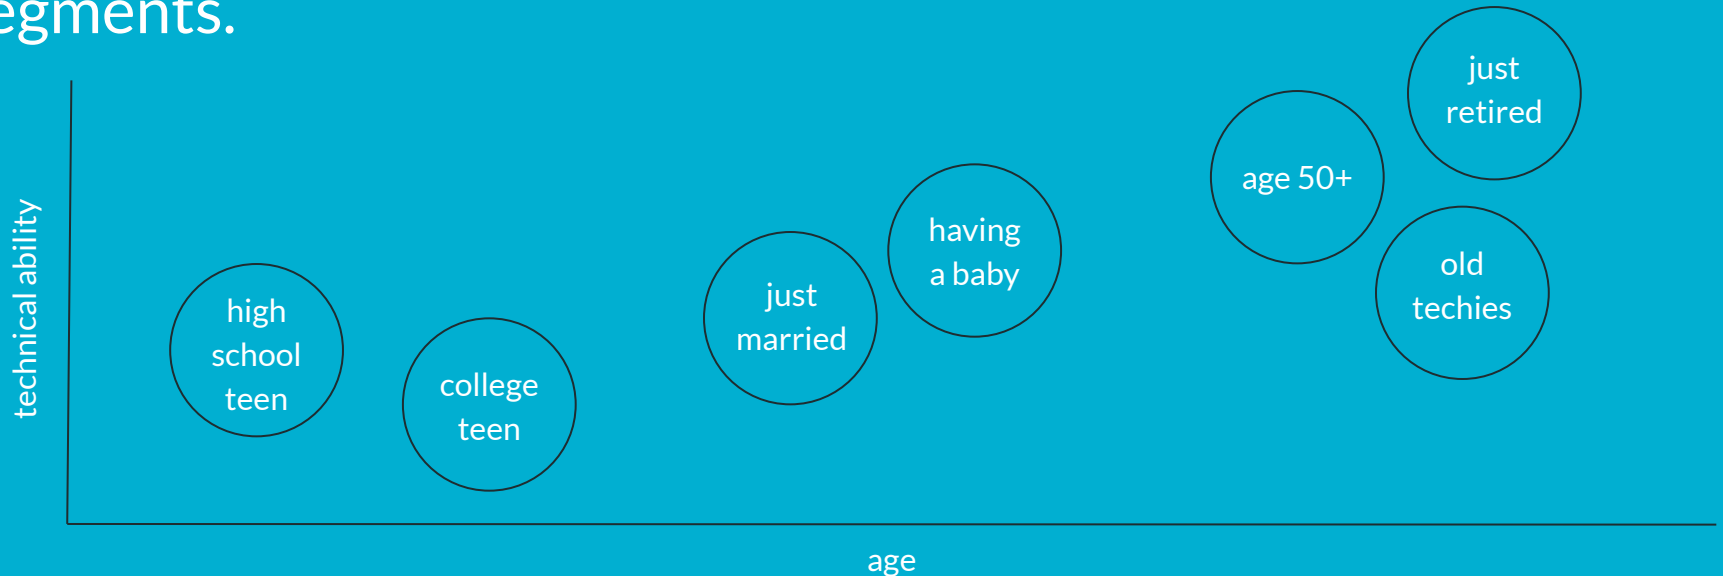 egments.
technical ability
high
school
teen
college
teen
just
married
having
a baby
age 50+
just
retired
old
techies
age